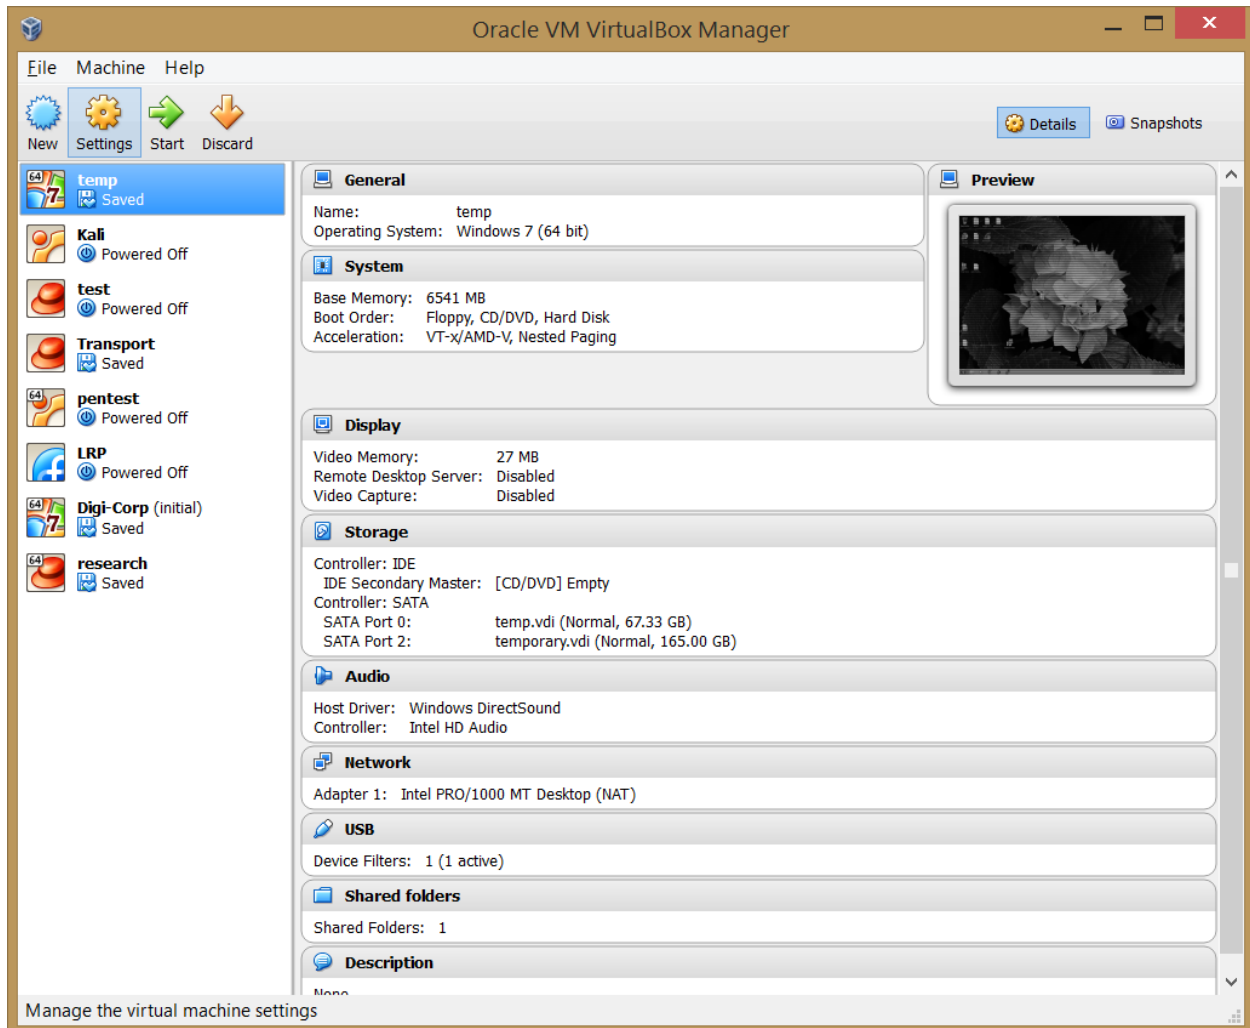 Oracle VM VirtualBox Manager
File Machine Help
New Settings Start Discard
Details Snapshots
64 7 temp
Saved
Kali
Powered Off
test
Powered Off
Transport
Saved
64 pentest
Powered Off
LRP
Powered Off
64 7 Digi-Corp (initial)
Saved
64 research
Saved
General
Name: temp
Operating System: Windows 7 (64 bit)
System
Base Memory: 6541 MB
Boot Order: Floppy, CD/DVD, Hard Disk
Acceleration: VT-x/AMD-V, Nested Paging
Preview
Display
Video Memory: 27 MB
Remote Desktop Server: Disabled
Video Capture: Disabled
Storage
Controller: IDE
IDE Secondary Master: [CD/DVD] Empty
Controller: SATA
SATA Port 0: temp.vdi (Normal, 67.33 GB)
SATA Port 2: temporary.vdi (Normal, 165.00 GB)
Audio
Host Driver: Windows DirectSound
Controller: Intel HD Audio
Network
Adapter 1: Intel PRO/1000 MT Desktop (NAT)
USB
Device Filters: 1 (1 active)
Shared folders
Shared Folders: 1
Description
None
Manage the virtual machine settings